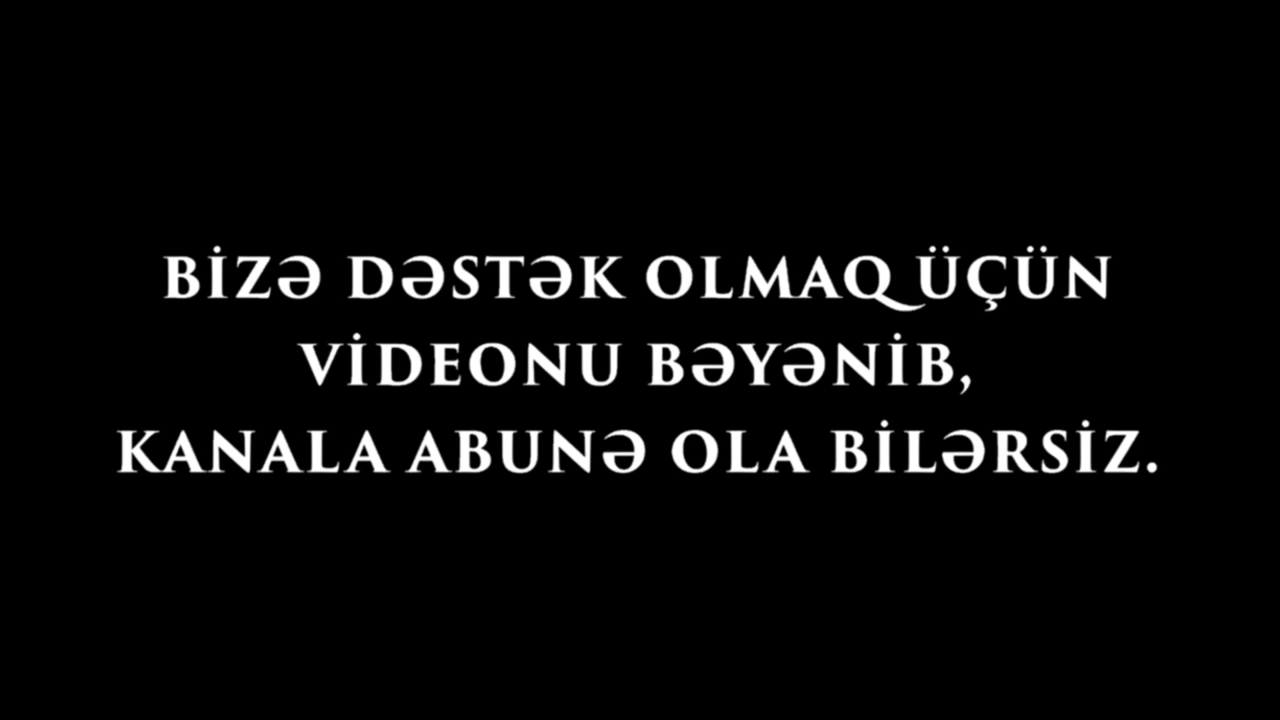 BİZƏ DƏSTƏK OLMAQ ÜÇÜN
VİDEONU BƏYƏNİB,
KANALA ABUNƏ OLA BİLƏRSİZ.